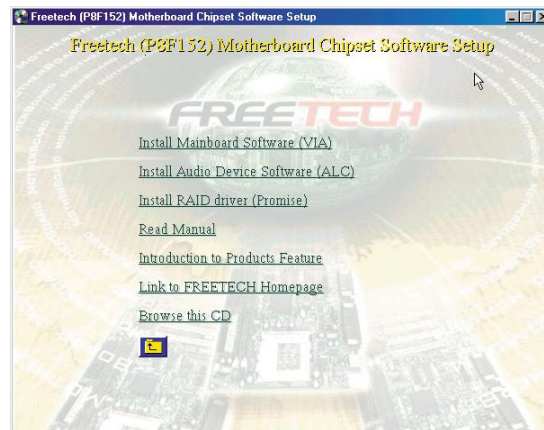 Freetech (P8F152) Motherboard Chipset Software Setup
Freetech (P8F152) Motherboard Chipset Software Setup
FREETECH
Install Mainboard Software (VIA)
Install Audio Device Software (ALC)
Install RAID driver (Promise)
Read Manual
Introduction to Products Feature
Link to FREETECH Homepage
Browse this CD